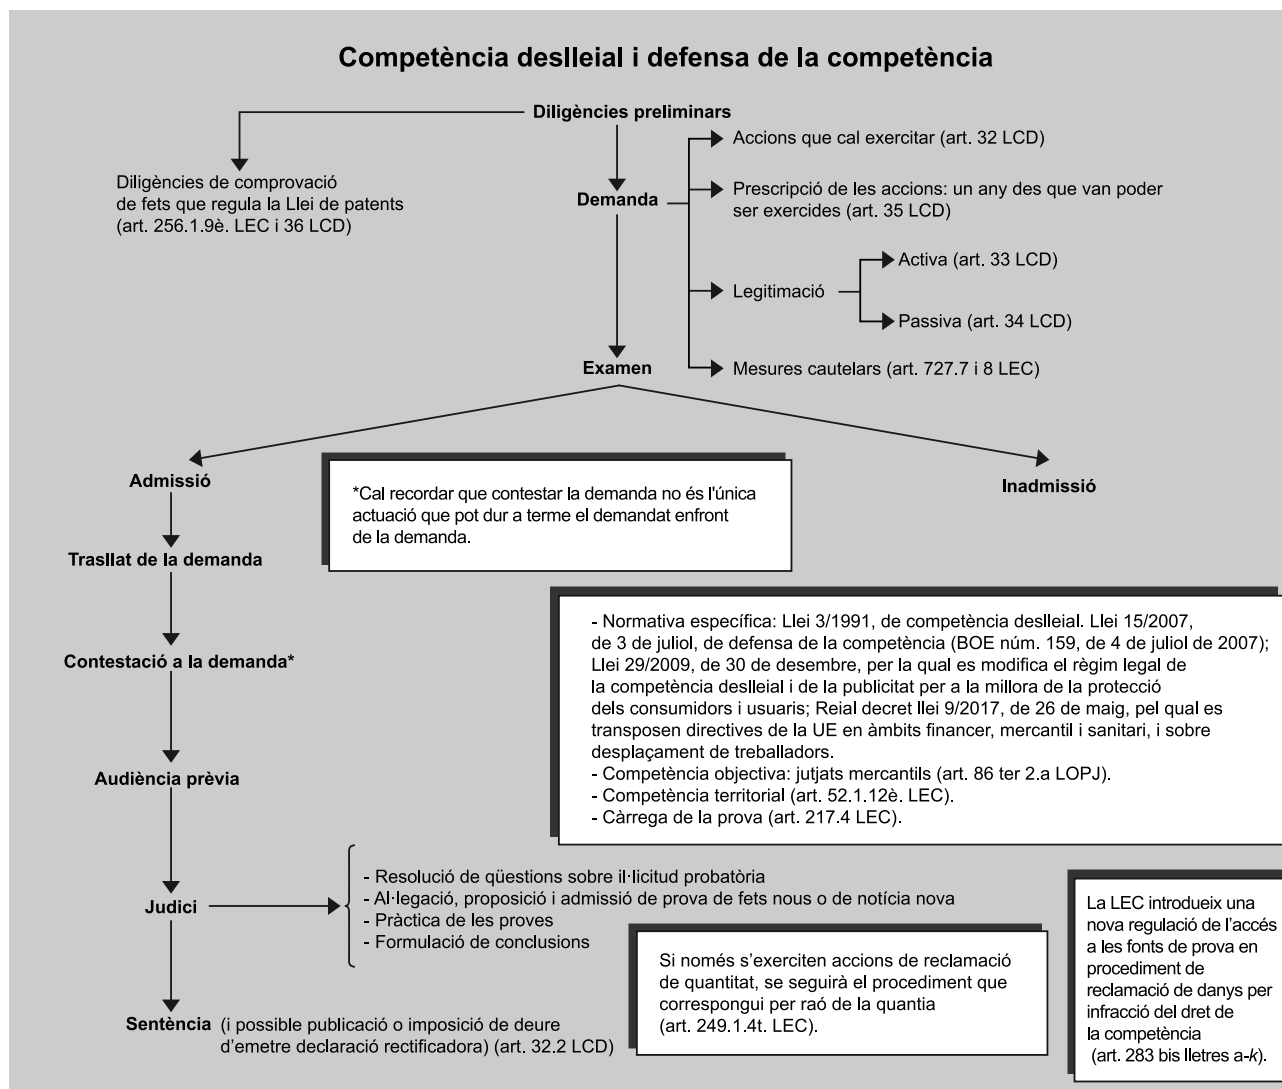 Competència deslleial i defensa de la competència
Diligències preliminars
Diligències de comprovació
de fets que regula la Llei de patents
(art. 256.1.9è. LEC i 36 LCD)
Demanda
Accions que cal exercitar (art. 32 LCD)
Prescripció de les accions: un any des que van poder
ser exercides (art. 35 LCD)
Legitimació
Activa (art. 33 LCD)
Passiva (art. 34 LCD)
Mesures cautelars (art. 727.7 i 8 LEC)
Examen
Admissió
Inadmissió
*Cal recordar que contestar la demanda no és l'única
actuació que pot dur a terme el demandat enfront
de la demanda.
Trasllat de la demanda
Contestació a la demanda*
- Normativa específica: Llei 3/1991, de competència deslleial. Llei 15/2007,
de 3 de juliol, de defensa de la competència (BOE núm. 159, de 4 de juliol de 2007);
Llei 29/2009, de 30 de desembre, per la qual es modifica el règim legal de
la competència deslleial i de la publicitat per a la millora de la protecció
dels consumidors i usuaris; Reial decret llei 9/2017, de 26 de maig, pel qual es
transposen directives de la UE en àmbits financer, mercantil i sanitari, i sobre
desplaçament de treballadors.
- Competència objectiva: jutjats mercantils (art. 86 ter 2.a LOPJ).
- Competència territorial (art. 52.1.12è. LEC).
- Càrrega de la prova (art. 217.4 LEC).
Audiència prèvia
Judici
- Resolució de qüestions sobre il·licitud probatòria
- Al·legació, proposició i admissió de prova de fets nous o de notícia nova
- Pràctica de les proves
- Formulació de conclusions
Sentència (i possible publicació o imposició de deure
d’emetre declaració rectificadora) (art. 32.2 LCD)
Si només s’exerciten accions de reclamació
de quantitat, se seguirà el procediment que
correspongui per raó de la quantia
(art. 249.1.4t. LEC).
La LEC introdueix una
nova regulació de l’accés
a les fonts de prova en
procediment de
reclamació de danys per
infracció del dret de
la competència
(art. 283 bis lletres a-k).